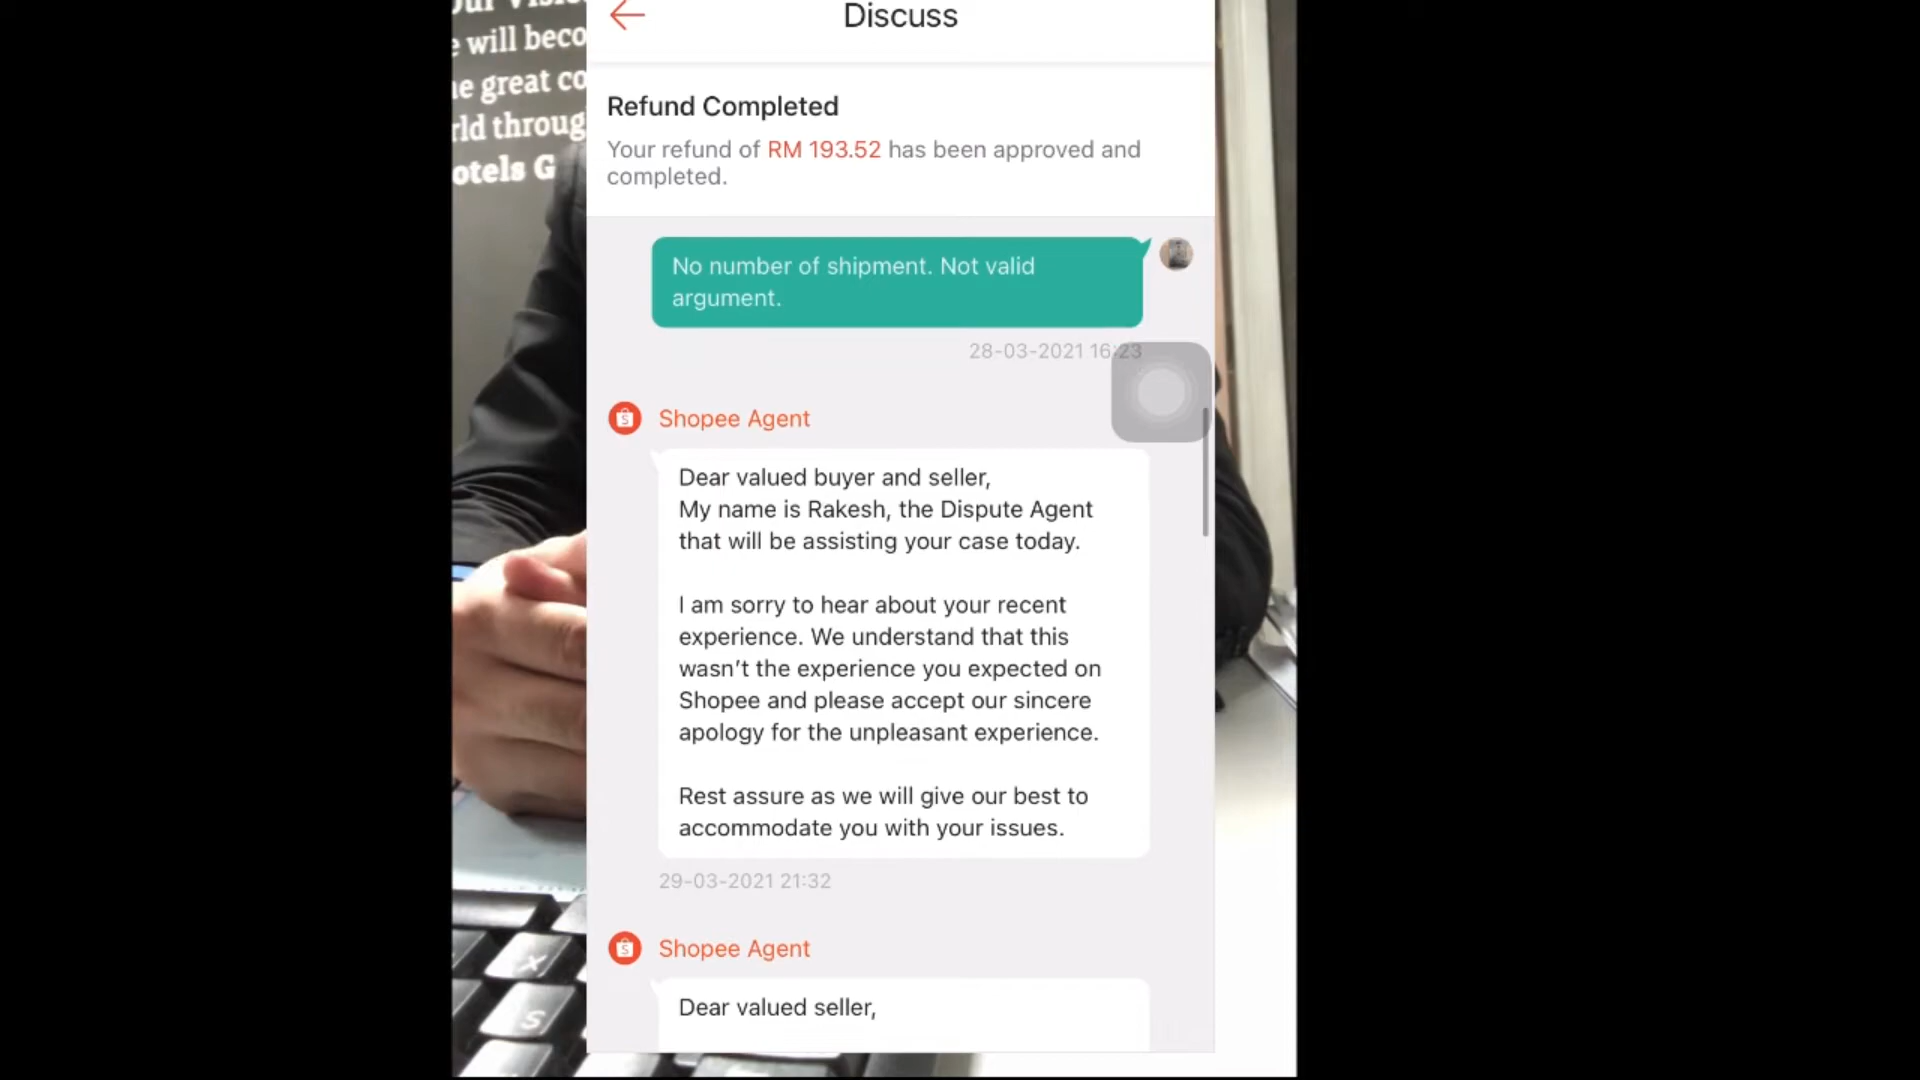 will beco
great co
through
otels G
Discuss
Refund Completed
Your refund of RM 193.52 has been approved and
completed.
No number of shipment. Not valid
argument.
28-03-2021 16:23
Shopee Agent
Dear valued buyer and seller,
My name is Rakesh, the Dispute Agent
that will be assisting your case today.
I am sorry to hear about your recent
experience. We understand that this
wasn't the experience you expected on
Shopee and please accept our sincere
apology for the unpleasant experience.
Rest assure as we will give our best to
accommodate you with your issues.
29-03-2021 21:32
Shopee Agent
Dear valued seller,
X
S